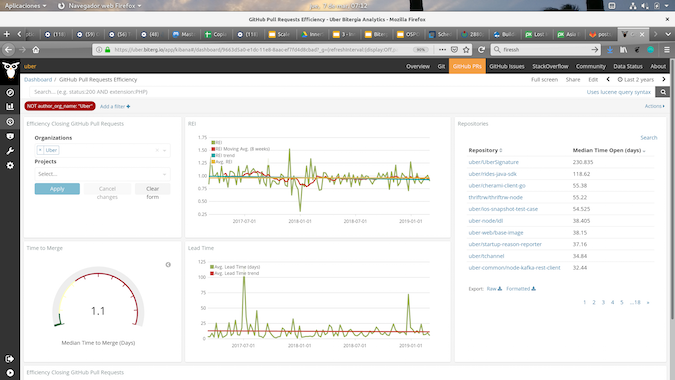 Aplicaciones
Navegador web Firefox
GitHub Pull Requests Efficiency - Uber Bitergia Analytics - Mozilla Firefox
firessh
uber
Overview Git GitHub PRs GitHub Issues StackOverflow Community Data Status About
Dashboard / GitHub Pull Requests Efficiency
Full screen Share Edit Last 2 years
Search... (e.g. status:200 AND extension:PHP)
Uses lucene query syntax
NOT author_org_name: "Uber" Add a filter +
Actions
Efficiency Closing GitHub Pull Requests
Organizations
× Uber
Projects
Select...
Apply
Cancel changes
Clear form
REI
1.75
1.50
1.25
1.00
0.75
0.50
0.25
REI
REI Moving Avg. (8 weeks)
REI trend
Avg. REI
2017-07-01 2018-01-01 2018-07-01 2019-01-01
Repositories
Search
Repository Median Time Open (days)
uber/UberSignature 230.835
uber/rides-java-sdk 118.62
uber/cherami-client-go 55.38
thriftrw/thriftrw-node 55.22
uber/ios-snapshot-test-case 54.525
uber-node/idl 38.405
uber-web/base-image 38.15
uber/startup-reason-reporter 37.16
uber/tchannel 34.84
uber-common/node-kafka-rest-client 32.44
Export: Raw Formatted
1 2 3 4 5 ...18 »
Time to Merge
1.1
Median Time to Merge (Days)
Lead Time
125
100
75
50
25
0
Avg. Lead Time (days)
Avg. Lead Time trend
2017-07-01 2018-01-01 2018-07-01 2019-01-01
Efficiency Closing GitHub Pull Requests